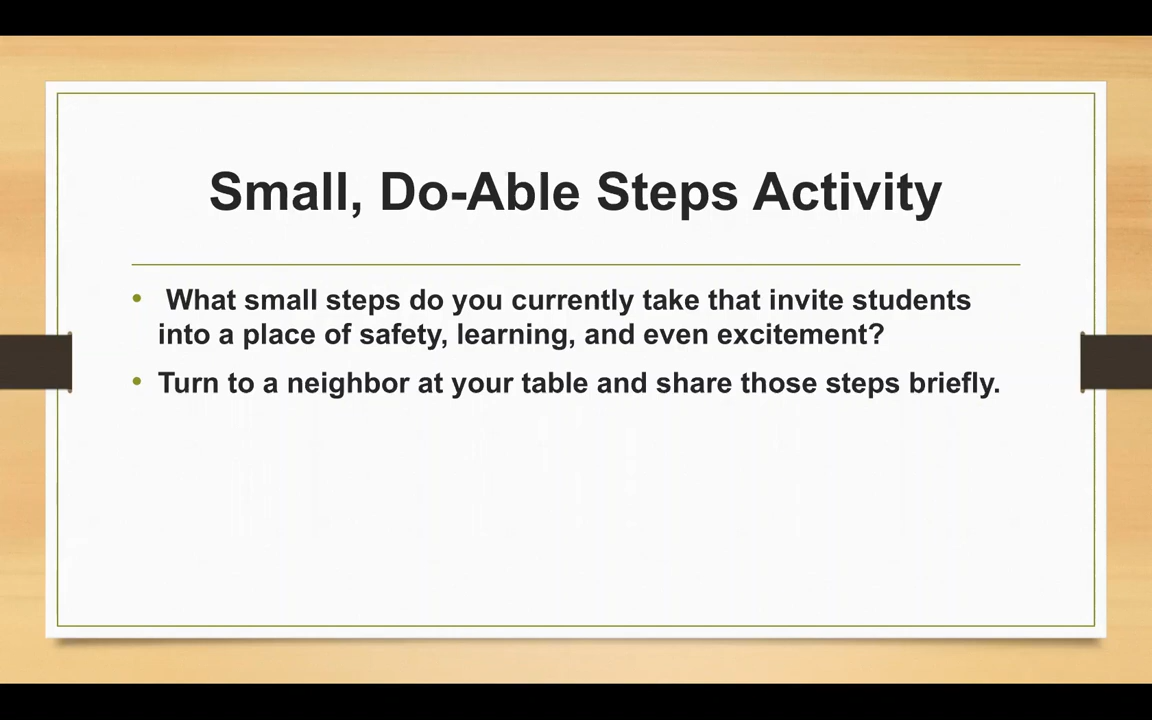 Small, Do-Able Steps Activity
• What small steps do you currently take that invite students
into a place of safety, learning, and even excitement?
• Turn to a neighbor at your table and share those steps briefly.